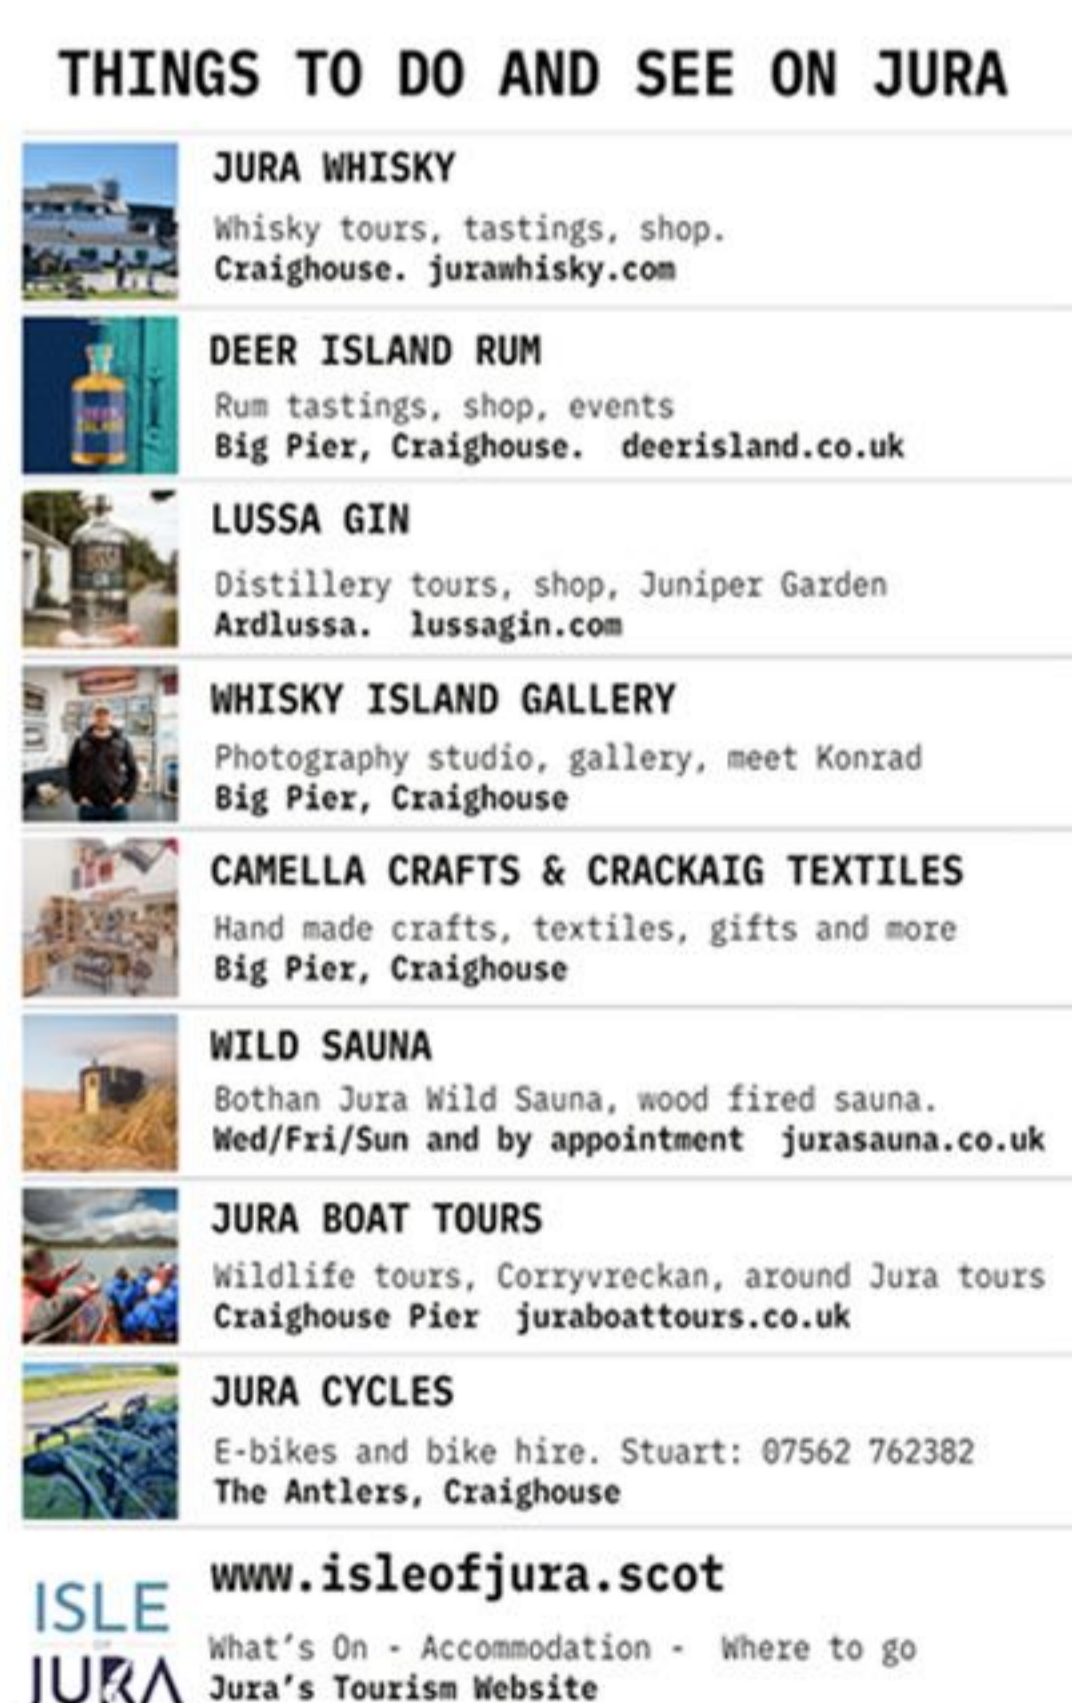 THINGS TO DO AND SEE ON JURA
JURA WHISKY
Whisky tours, tastings, shop.
Craighouse. jurawhisky.com
DEER ISLAND RUM
Rum tastings, shop, events
Big Pier, Craighouse. deerisland.co.uk
DEER
ISLAND
LUSSA GIN
Distillery tours, shop, Juniper Garden
Ardlussa. lussagin.com
WHISKY ISLAND GALLERY
Photography studio, gallery, meet Konrad
Big Pier, Craighouse
CAMELLA CRAFTS & CRACKAIG TEXTILES
Hand made crafts, textiles, gifts and more
Big Pier, Craighouse
WILD SAUNA
Bothan Jura Wild Sauna, wood fired sauna.
Wed/Fri/Sun and by appointment jurasauna.co.uk
JURA BOAT TOURS
Wildlife tours, Corryvreckan, around Jura tours
Craighouse Pier juraboattours.co.uk
JURA CYCLES
E-bikes and bike hire. Stuart: 07562 762382
The Antlers, Craighouse
www.isleofjura.scot
What's On - Accommodation - Where to go
Jura's Tourism Website
ISLE
OF
JURA